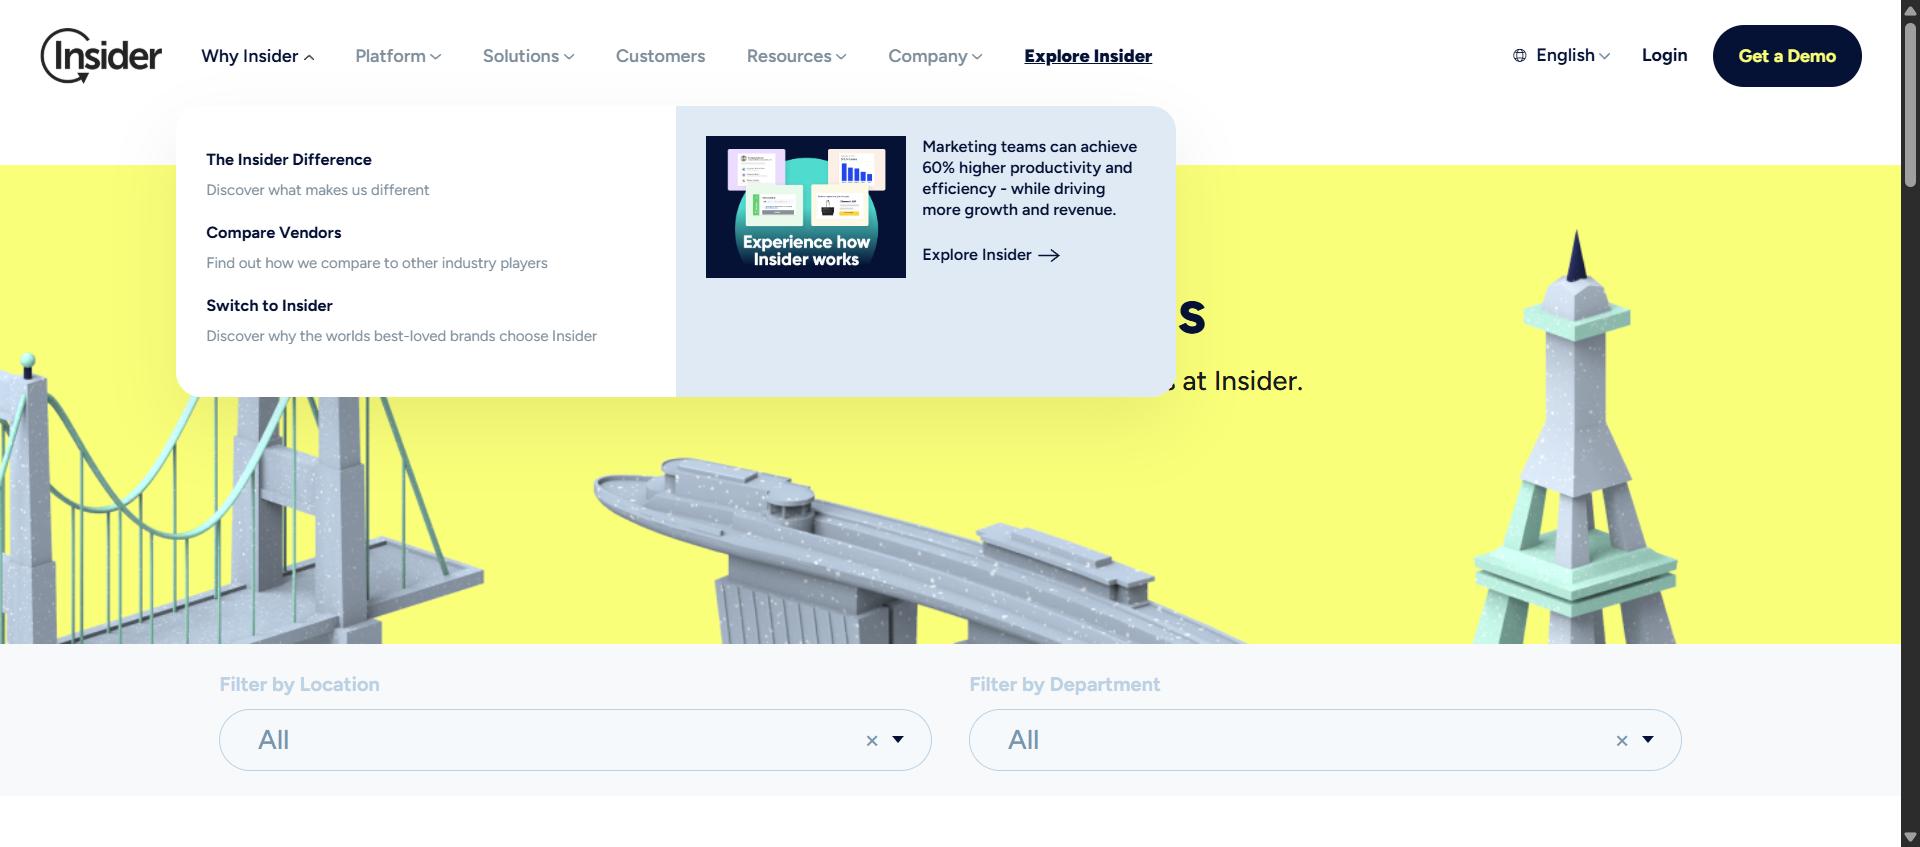 Insider
Why Insider
Platform
Solutions
Customers
Resources
Company
Explore Insider
English
Login
Get a Demo
The Insider Difference
Discover what makes us different
Compare Vendors
Find out how we compare to other industry players
Switch to Insider
Discover why the worlds best-loved brands choose Insider
Experience how
Insider works
Marketing teams can achieve
60% higher productivity and
efficiency - while driving
more growth and revenue.
Explore Insider
s
at Insider.
Filter by Location
Filter by Department
All
All